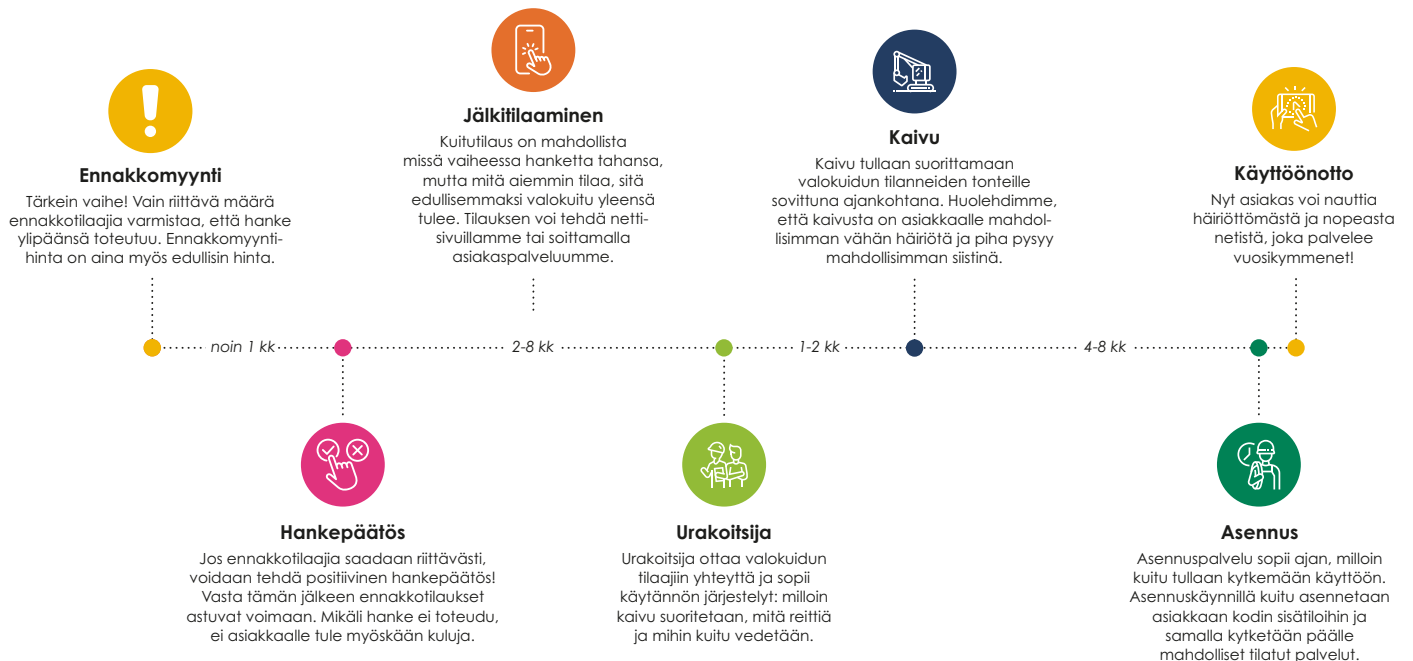 Ennakkomyynti
Tärkein vaihe! Vain riittävä määrä
ennakkotilaajia varmistaa, että hanke
ylipäänsä toteutuu. Ennakkomyynti-
hinta on aina myös edullisin hinta.
Jälkitilaaminen
Kuitutilaus on mahdollista
missä vaiheessa hanketta tahansa,
mutta mitä aiemmin tilaa, sitä
edullisemmaksi valokuitu yleensä
tulee. Tilauksen voi tehdä netti-
sivuillamme tai soittamalla
asiakaspalveluumme.
Kaivu
Kaivu tullaan suorittamaan
valokuidun tilanneiden tonteille
sovittuna ajankohtana. Huolehdimme,
että kaivusta on asiakkaalle mahdol-
lisimman vähän häiriötä ja piha pysyy
mahdollisimman siistinä.
Käyttöönotto
Nyt asiakas voi nauttia
häiriöttömästä ja nopeasta
netistä, joka palvelee
vuosikymmenet!
noin 1 kk
2-8 kk
1-2 kk
4-8 kk
Hankepäätös
Jos ennakkotilaajia saadaan riittävästi,
voidaan tehdä positiivinen hankepäätös!
Vasta tämän jälkeen ennakkotilaukset
astuvat voimaan. Mikäli hanke ei toteudu,
ei asiakkaalle tule myöskään kuluja.
Urakoitsija
Urakoitsija ottaa valokuidun
tilaajiin yhteyttä ja sopii
käytännön järjestelyt: milloin
kaivu suoritetaan, mitä reittiä
ja mihin kuitu vedetään.
Asennus
Asennuspalvelu sopii ajan, milloin
kuitu tullaan kytkemään käyttöön.
Asennuskäynnillä kuitu asennetaan
asiakkaan kodin sisätiloihin ja
samalla kytketään päälle
mahdolliset tilatut palvelut.